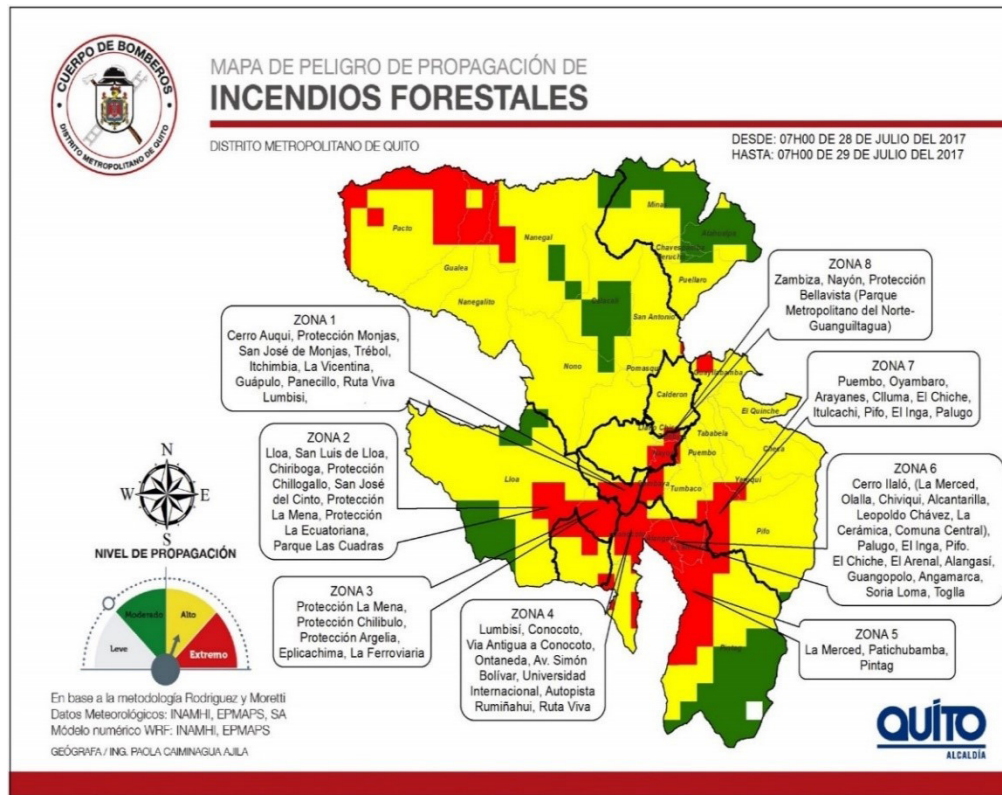 CUERPO DE BOMBEROS
DISTRITO METROPOLITANO DE QUITO
MAPA DE PELIGRO DE PROPAGACIÓN DE
INCENDIOS FORESTALES
DISTRITO METROPOLITANO DE QUITO
DESDE: 07H00 DE 28 DE JULIO DEL 2017
HASTA: 07H00 DE 29 DE JULIO DEL 2017
ZONA 8
Zambiza, Nayón, Protección
Bellavista (Parque
Metropolitano del Norte-
Guanguiltagua)
ZONA 1
Cerro Auqui, Protección Monjas,
San José de Monjas, Trébol,
Itchimbia, La Vicentina,
Guápulo, Panecillo, Ruta Viva
Lumbisi,
ZONA 7
Puembo, Oyambaro,
Arayanes, Clluma, El Chiche,
Itulcachi, Pifo, El Inga, Palugo
ZONA 2
Lloa, San Luis de Lloa,
Chiriboga, Protección
Chillogallo, San José
del Cinto, Protección
La Mena, Protección
La Ecuatoriana,
Parque Las Cuadras
ZONA 6
Cerro Ilaló, (La Merced,
Olalla, Chiviqui, Alcantarilla,
Leopoldo Chávez, La
Cerámica, Comuna Central),
Palugo, El Inga, Pifo.
El Chiche, El Arenal, Alangasí,
Guangopolo, Angamarca,
Soria Loma, Toglla
ZONA 3
Protección La Mena,
Protección Chilibulo,
Protección Argelia,
Eplicachima, La Ferroviaria
ZONA 4
Lumbisí, Conocoto,
Via Antigua a Conocoto,
Ontaneda, Av. Simón
Bolívar, Universidad
Internacional, Autopista
Rumiñahui, Ruta Viva
ZONA 5
La Merced, Patichubamba,
Pintag
Pacto
Nanegal
Gualea
Nanegalito
Nono
Puellaro
San Antonio
Pomasqui
Calderon
Guayllabamba
El Quinche
Tababela
Checa
Puembo
Yaruqui
Tumbaco
Pifo
Lloa
Pintag
N
W
E
S
NIVEL DE PROPAGACIÓN
Leve
Moderado
Alto
Extremo
En base a la metodología Rodriguez y Moretti
Datos Meteorológicos: INAMHI, EPMAPS, SA
Módelo numérico WRF: INAMHI, EPMAPS
GEÓGRAFA / ING. PAOLA CAIMINAGUA AJILA
QUÍTO
ALCALDÍA